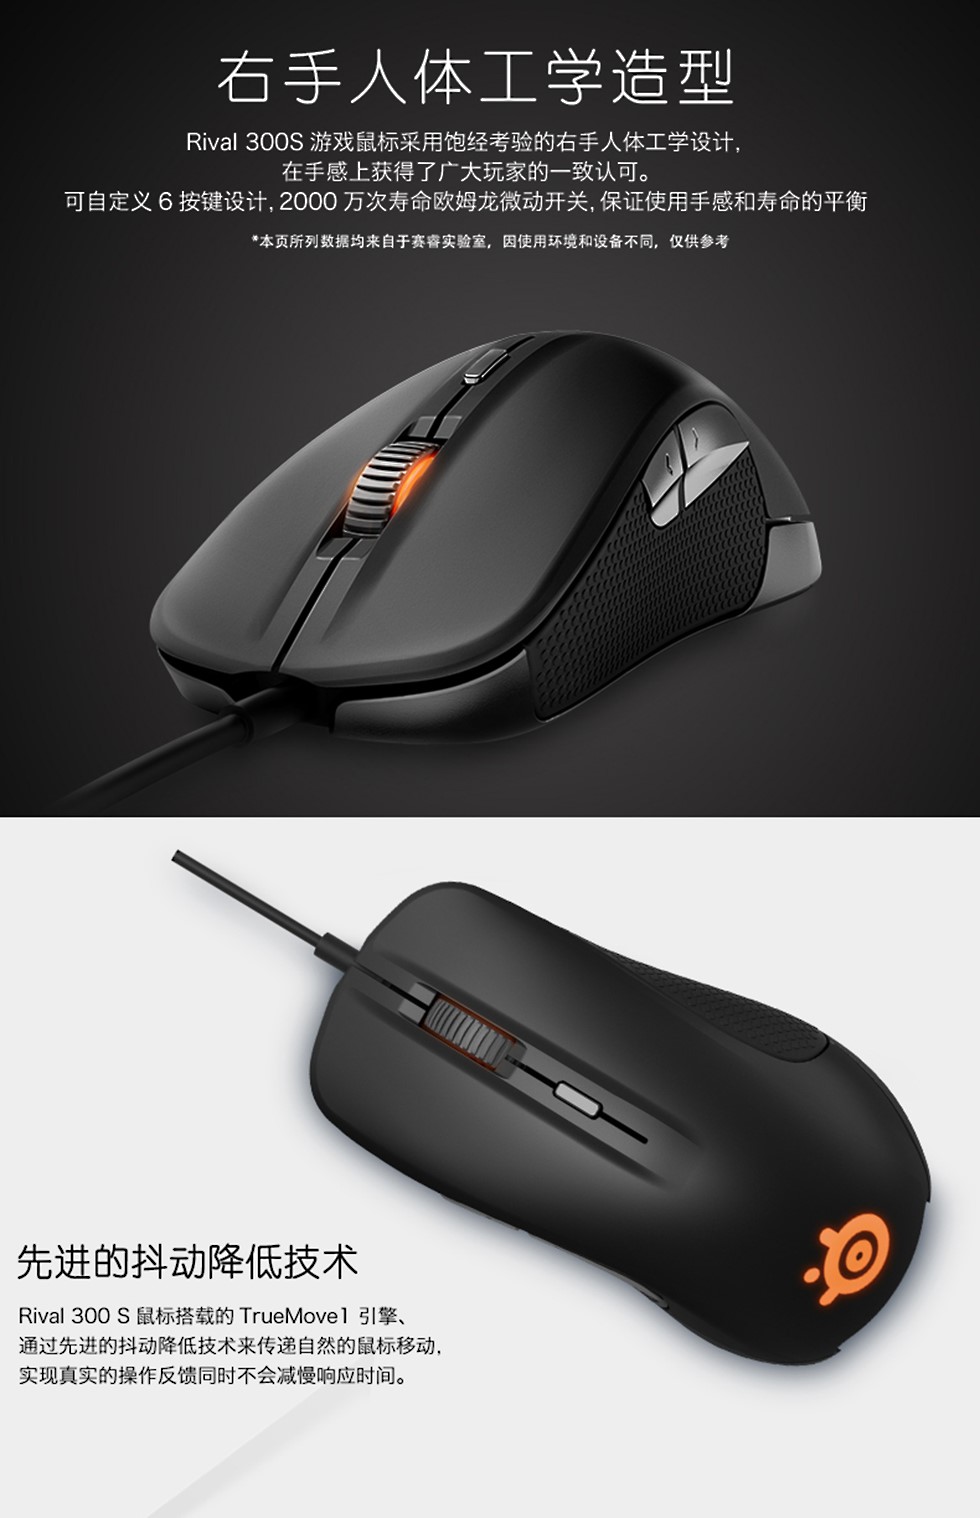 右手人体工学造型
Rival 300S 游戏鼠标采用饱经考验的右手人体工学设计,
在手感上获得了广大玩家的一致认可。
可自定义 6 按键设计, 2000 万次寿命欧姆龙微动开关, 保证使用手感和寿命的平衡
*本页所列数据均来自于赛睿实验室，因使用环境和设备不同，仅供参考
先进的抖动降低技术
Rival 300 S 鼠标搭载的 TrueMove1 引擎、
通过先进的抖动降低技术来传递自然的鼠标移动,
实现真实的操作反馈同时不会减慢响应时间。